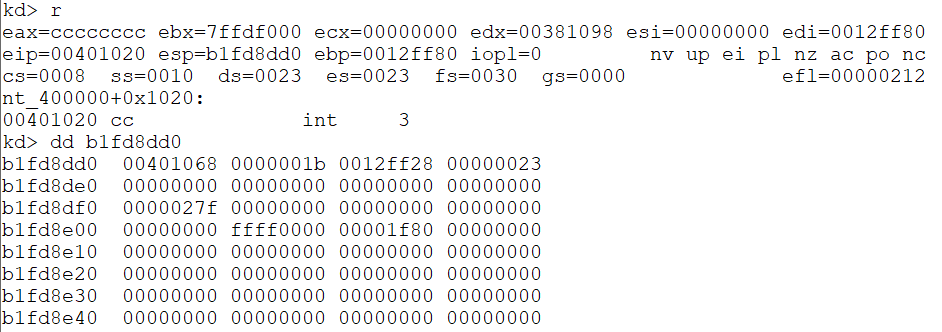 kd> r
eax=cccccccc ebx=7ffdf000 ecx=00000000 edx=00381098 esi=00000000 edi=0012ff80
eip=00401020 esp=b1fd8dd0 ebp=0012ff80 iopl=0 nv up ei pl nz ac po nc
cs=0008 ss=0010 ds=0023 es=0023 fs=0030 gs=0000 efl=00000212
nt_400000+0x1020:
00401020 cc int 3
kd> dd b1fd8dd0
b1fd8dd0 00401068 0000001b 0012ff28 00000023
b1fd8de0 00000000 00000000 00000000 00000000
b1fd8df0 0000027f 00000000 00000000 00000000
b1fd8e00 00000000 ffff0000 00001f80 00000000
b1fd8e10 00000000 00000000 00000000 00000000
b1fd8e20 00000000 00000000 00000000 00000000
b1fd8e30 00000000 00000000 00000000 00000000
b1fd8e40 00000000 00000000 00000000 00000000